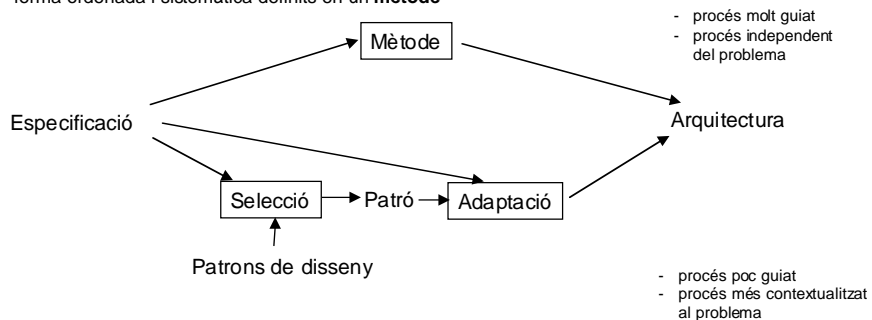 forma ordenada i sistemàtica definits en un mètode
- procés molt guiat
- procés independent
del problema
Mètode
Especificació
Arquitectura
Selecció
Patró
Adaptació
Patrons de disseny
- procés poc guiat
- procés més contextualitzat
al problema